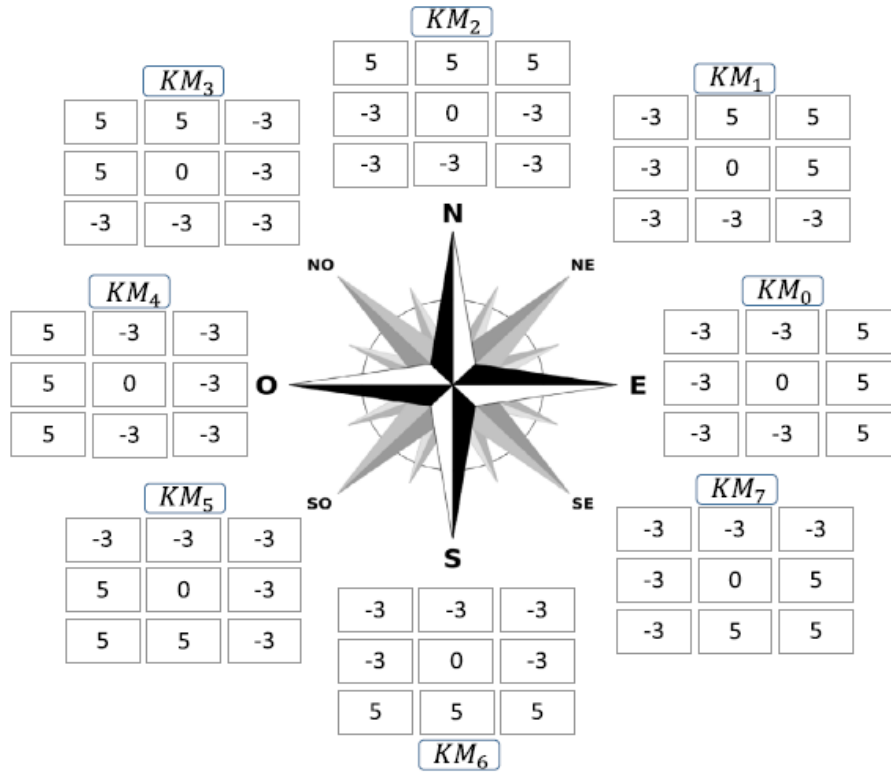 KM₂
5 5 5
-3 0 -3
-3 -3 -3
KM₃
5 5 -3
5 0 -3
-3 -3 -3
KM₁
-3 5 5
-3 0 5
-3 -3 -3
N
NO
NE
KM₄
5 -3 -3
5 0 -3
5 -3 -3
O
E
KM₀
-3 -3 5
-3 0 5
-3 -3 5
SO
SE
S
KM₅
-3 -3 -3
5 0 -3
5 5 -3
KM₇
-3 -3 -3
-3 0 5
-3 5 5
-3 -3 -3
-3 0 -3
5 5 5
KM₆